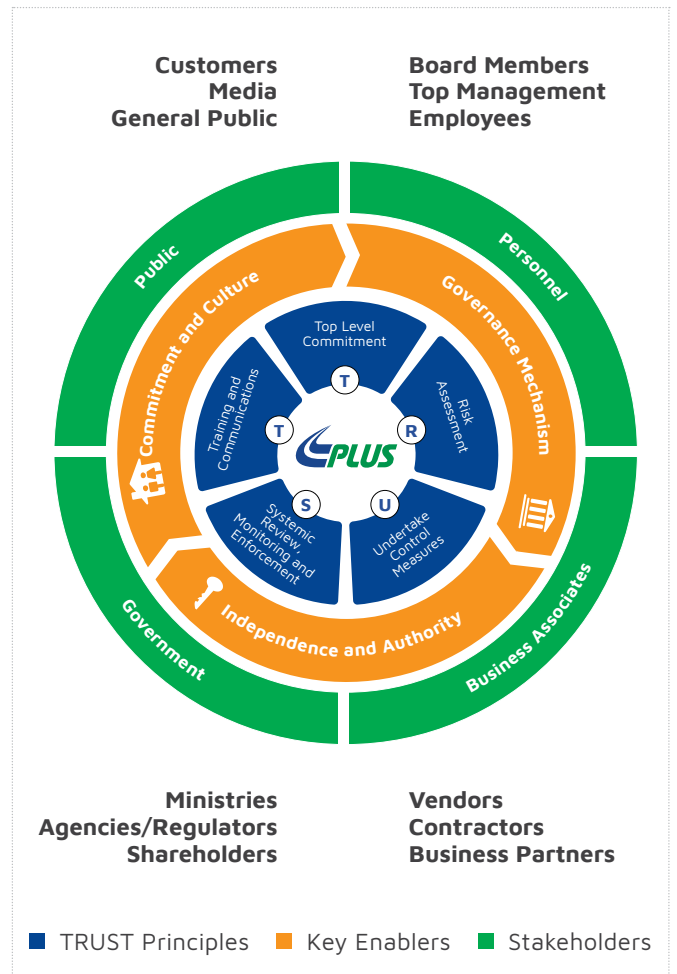 Customers
Media
General Public
Board Members
Top Management
Employees
Public
Personnel
Commitment and Culture
Governance Mechanism
Top Level
Commitment
Training and
Communications
Risk
Assessment
T
T
R
PLUS
S
U
Systemic
Review,
Monitoring and
Enforcement
Undertake
Control
Measures
Independence and Authority
Government
Business Associates
Ministries
Agencies/Regulators
Shareholders
Vendors
Contractors
Business Partners
TRUST Principles
Key Enablers
Stakeholders